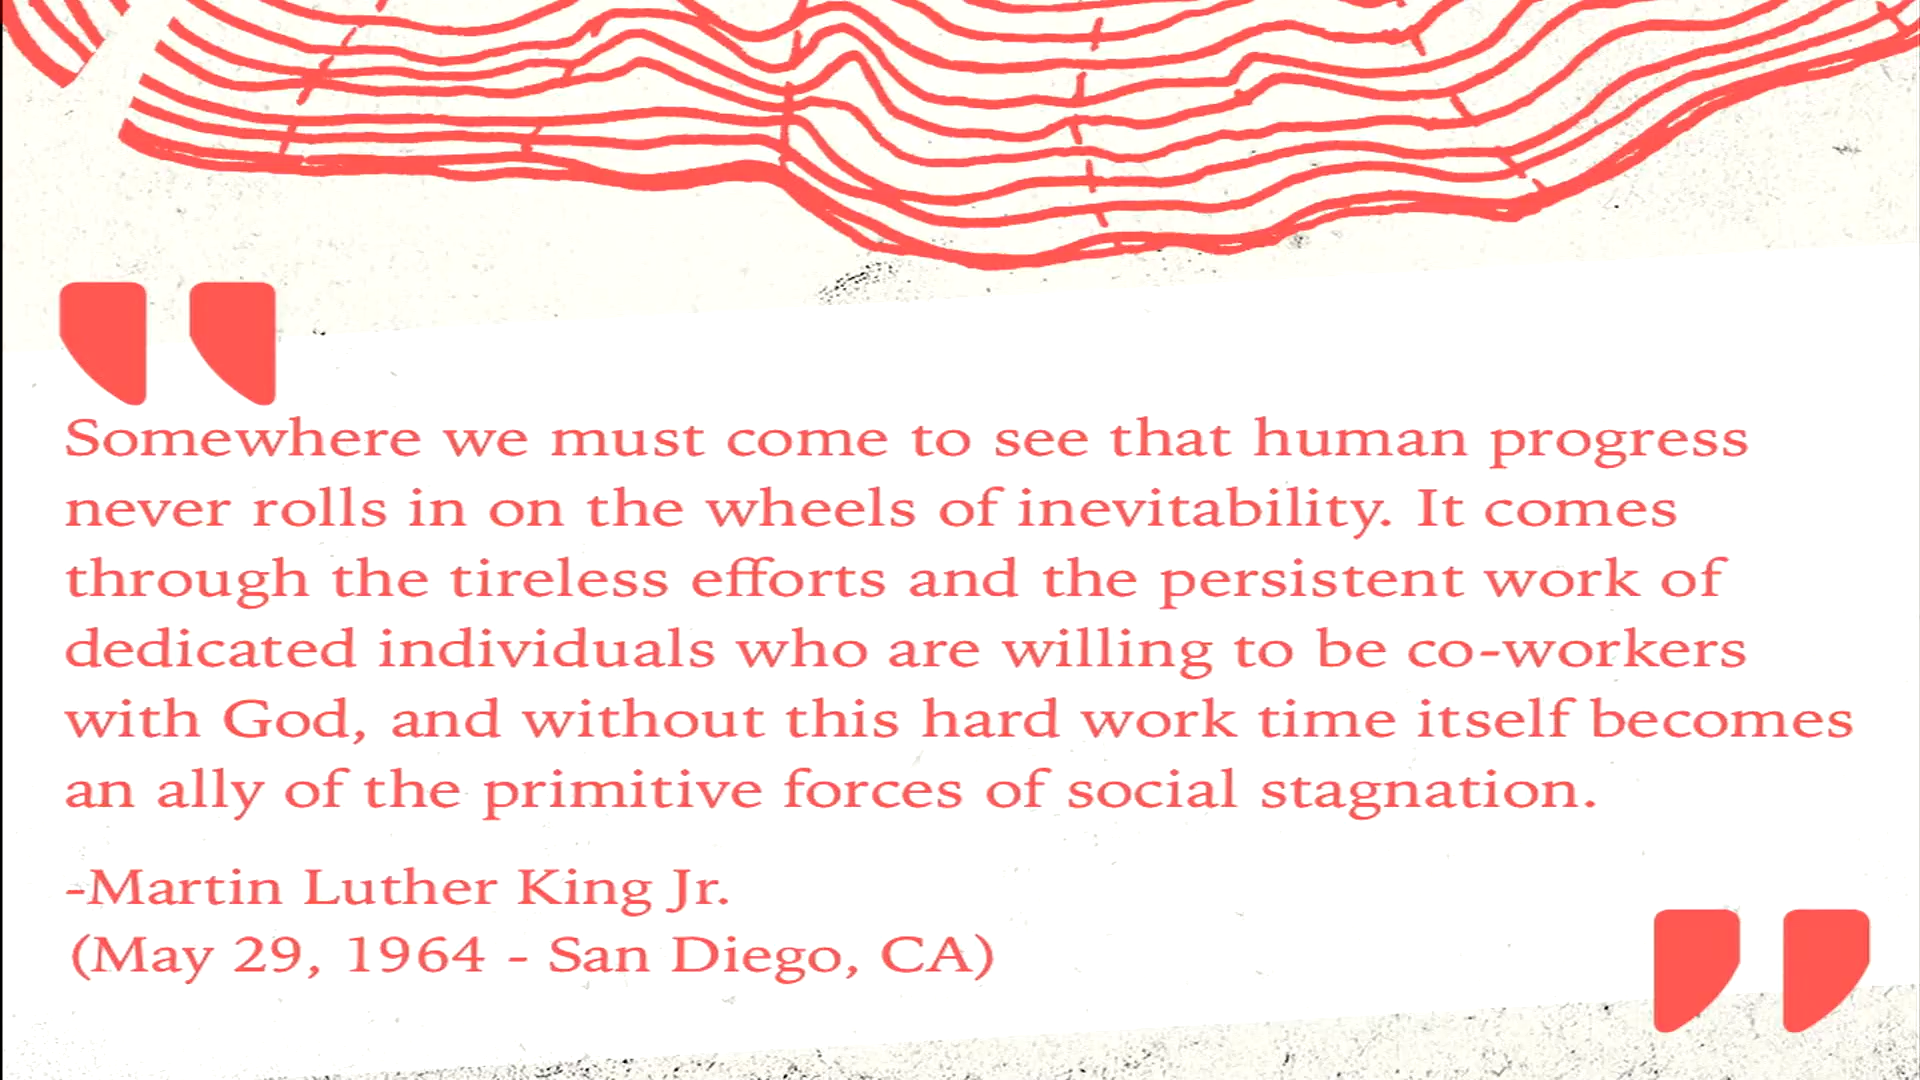 Somewhere we must come to see that human progress
never rolls in on the wheels of inevitability. It comes
through the tireless efforts and the persistent work of
dedicated individuals who are willing to be co-workers
with God, and without this hard work time itself becomes
an ally of the primitive forces of social stagnation.
-Martin Luther King Jr.
(May 29, 1964 - San Diego, CA)